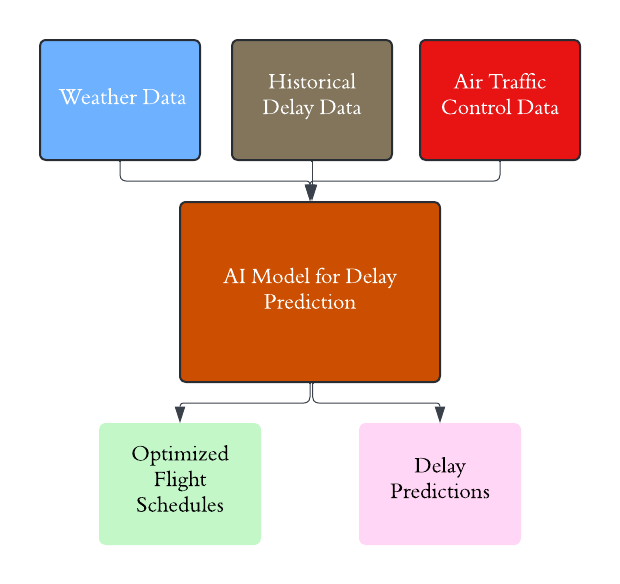 Weather Data
Historical
Delay Data
Air Traffic
Control Data
AI Model for Delay
Prediction
Optimized
Flight
Schedules
Delay
Predictions